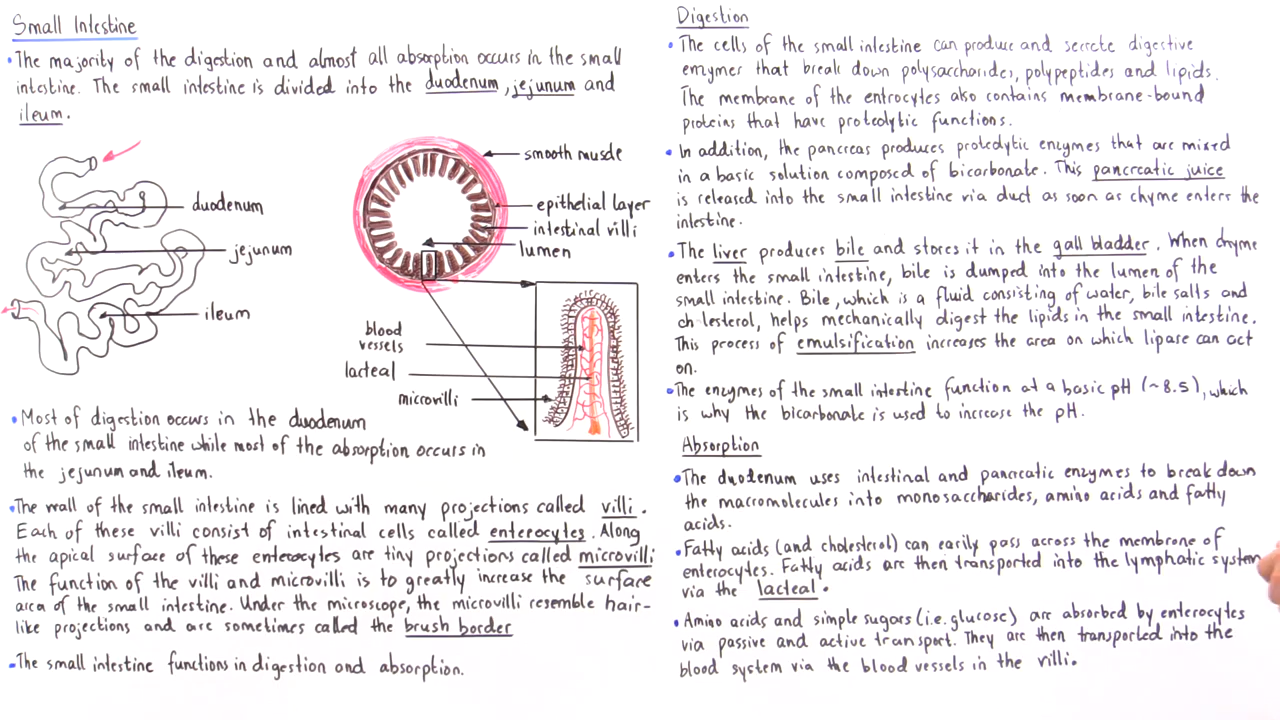 Small Intestine
•The majority of the digestion and almost all absorption occurs in the small
intestine. The small intestine is divided into the duodenum, jejunum and
ileum.
duodenum
jejunum
ileum
smooth muscle
epithelial layer
intestinal villi
lumen
blood
vessels
lacteal
microvilli
•Most of digestion occurs in the duodenum
of the small intestine while most of the absorption occurs in
the jejunum and ileum.
•The wall of the small intestine is lined with many projections called villi.
Each of these villi consist of intestinal cells called enterocytes. Along
the apical surface of these enterocytes are tiny projections called microvilli
The function of the villi and microvilli is to greatly increase the surface
area of the small intestine. Under the microscope, the microvilli resemble hair-
like projections and are sometimes called the brush border
•The small intestine functions in digestion and absorption.
Digestion
•The cells of the small intestine can produce and secrete digestive
enzymes that break down polysaccharides, polypeptides and lipids.
The membrane of the entrocytes also contains membrane-bound
proteins that have proteolytic functions.
•In addition, the pancreas produces proteolytic enzymes that are mixed
in a basic solution composed of bicarbonate. This pancreatic juice
is released into the small intestine via duct as soon as chyme enters the
intestine.
•The liver produces bile and stores it in the gall bladder. When chyme
enters the small intestine, bile is dumped into the lumen of the
small intestine. Bile, which is a fluid consisting of water, bile salts and
ch lesterol, helps mechanically digest the lipids in the small intestine.
This process of emulsification increases the area on which lipase can act
on.
•The enzymes of the small intestine function at a basic pH (~8.5), which
is why the bicarbonate is used to increase the pH.
Absorption
•The duodenum uses intestinal and pancreatic enzymes to break down
the macromolecules into monosaccharides, amino acids and fatty
acids.
•Fatty acids (and cholesterol) can easily pass across the membrane of
enterocytes. Fatty acids are then transported into the lymphatic system
via the lacteal.
•Amino acids and simple sugars (i.e. glucose) are absorbed by enterocytes
via passive and active transport. They are then transported into the
blood system via the blood vessels in the villi.